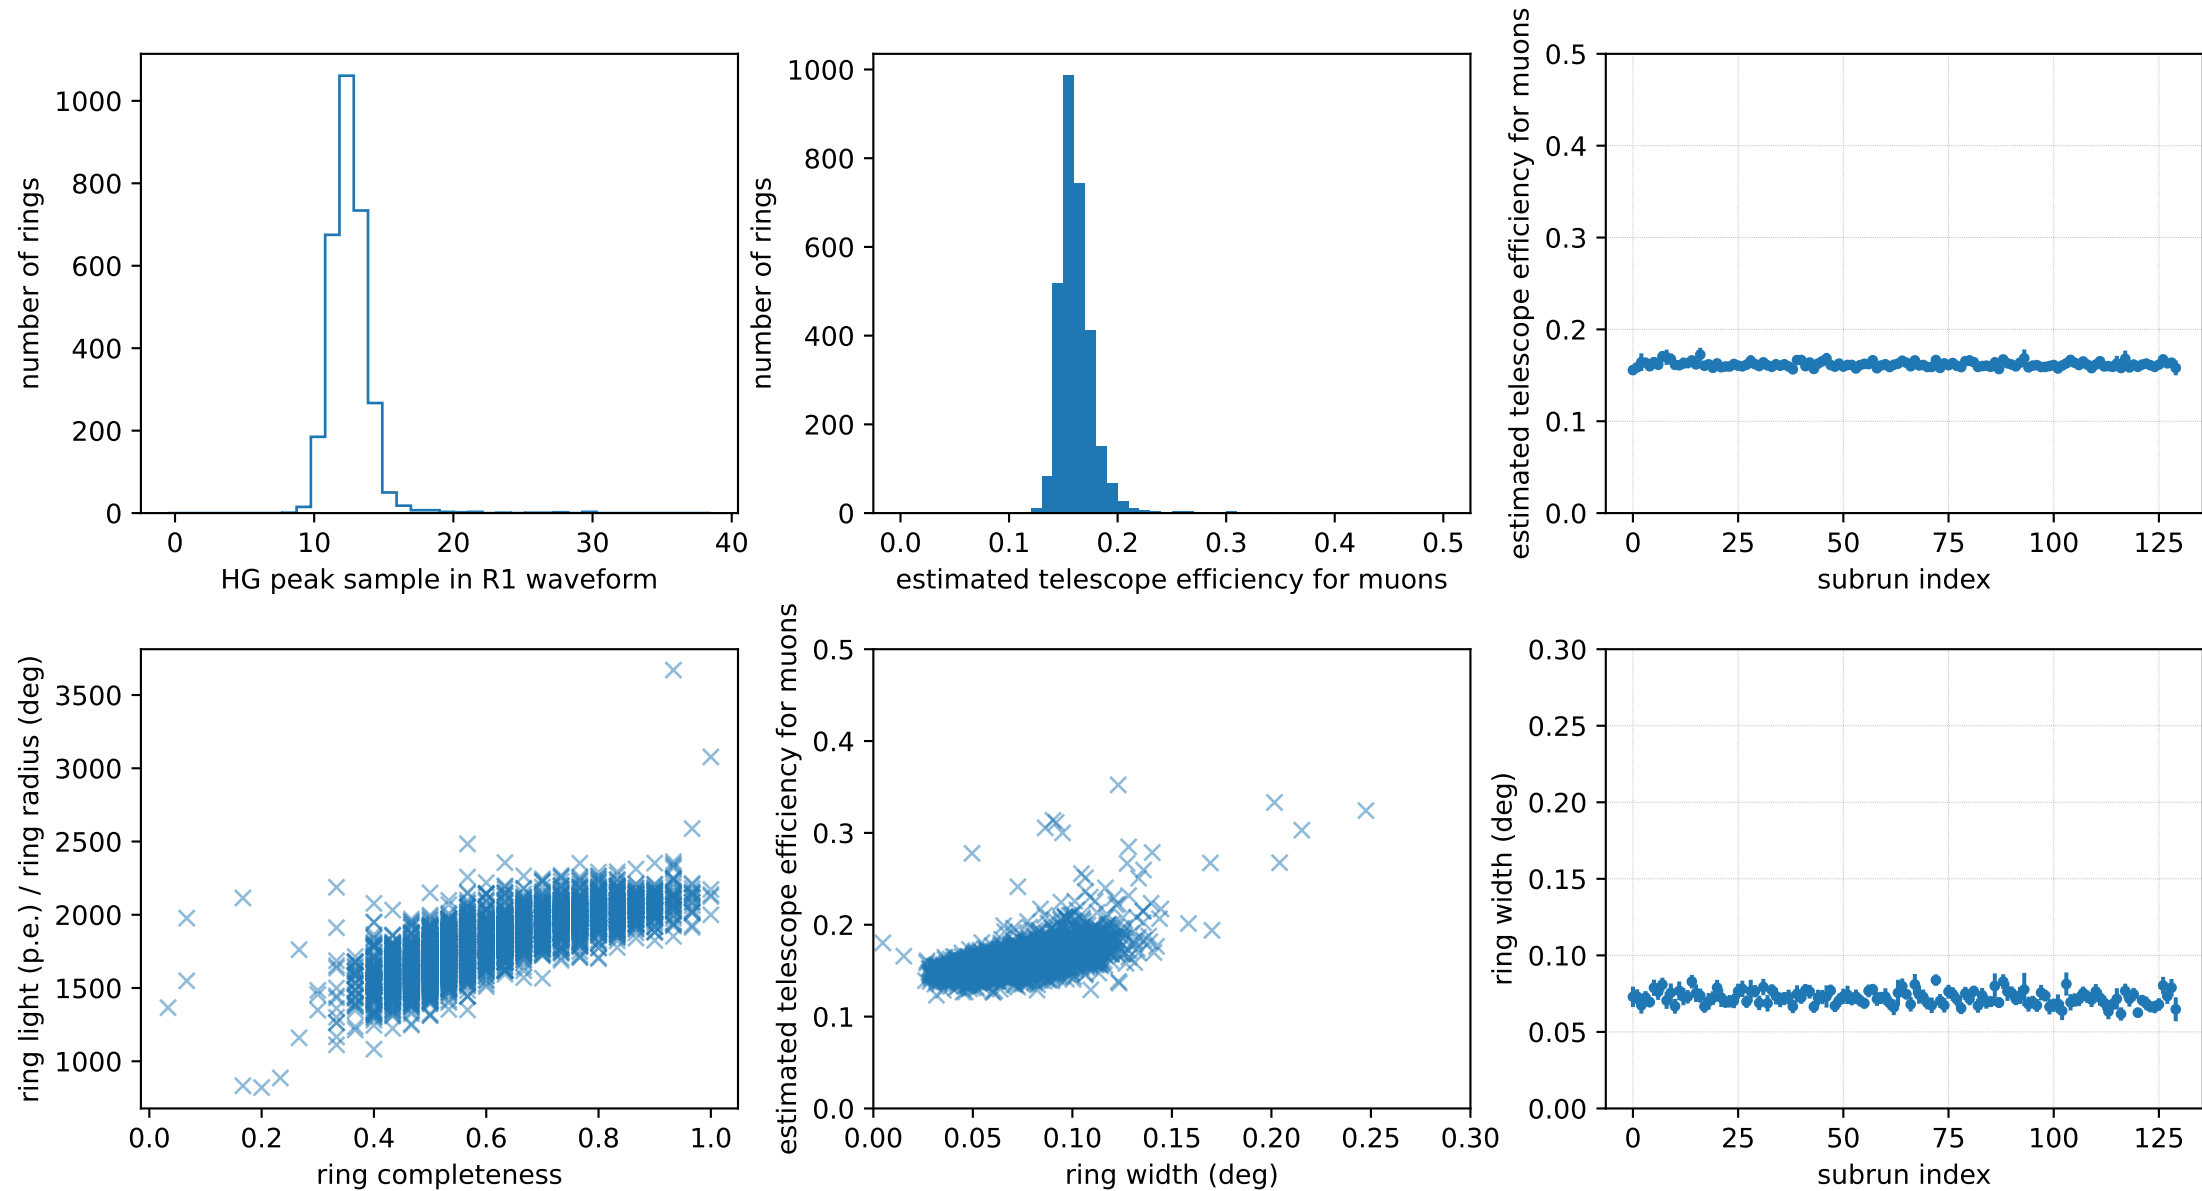 number of rings
1000
800
600
400
200
0
0 10 20 30 40
HG peak sample in R1 waveform
number of rings
1000
800
600
400
200
0
0.0 0.1 0.2 0.3 0.4 0.5
estimated telescope efficiency for muons
estimated telescope efficiency for muons
0.5
0.4
0.3
0.2
0.1
0.0
0 25 50 75 100 125
subrun index
ring light (p.e.) / ring radius (deg)
3500
3000
2500
2000
1500
1000
0.0 0.2 0.4 0.6 0.8 1.0
ring completeness
estimated telescope efficiency for muons
0.5
0.4
0.3
0.2
0.1
0.0
0.00 0.05 0.10 0.15 0.20 0.25 0.30
ring width (deg)
ring width (deg)
0.30
0.25
0.20
0.15
0.10
0.05
0.00
0 25 50 75 100 125
subrun index